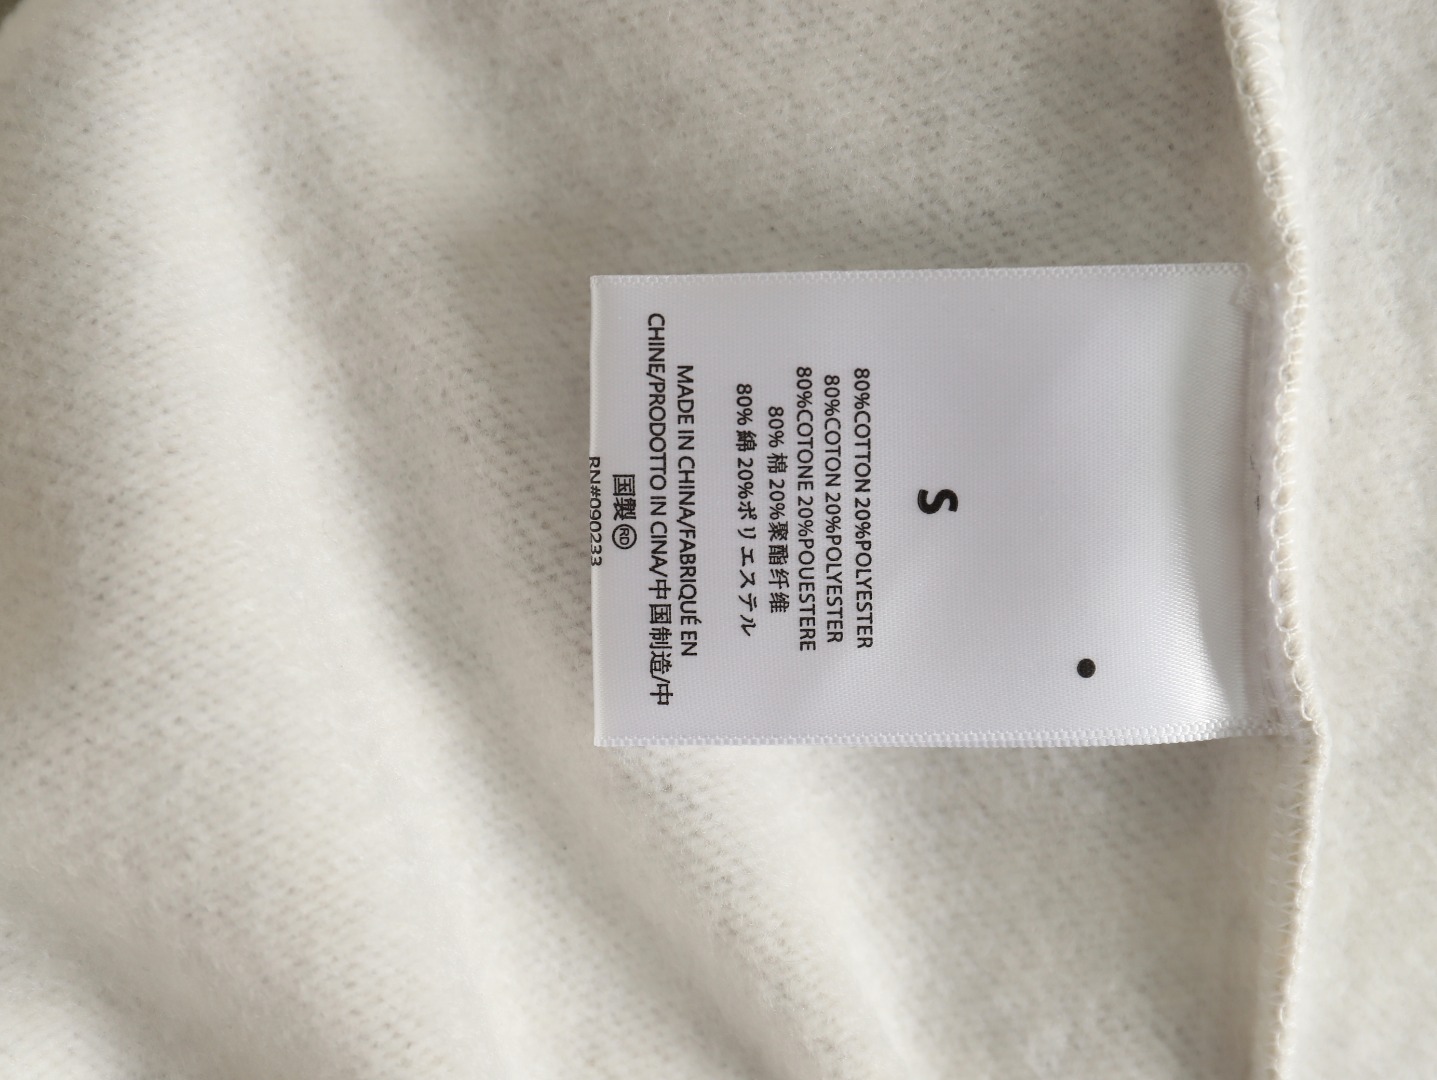 S
80%COTTON 20%POLYESTER
80%COTON 20%POLYESTER
80%COTONE 20%POUESTERE
80% 棉 20%聚酯纤维
80% 綿 20%ポリエステル
MADE IN CHINA/FABRIQUÉ EN
CHINE/PRODOTTO IN CINA/中国制造/中
国製 RD
RN#090233